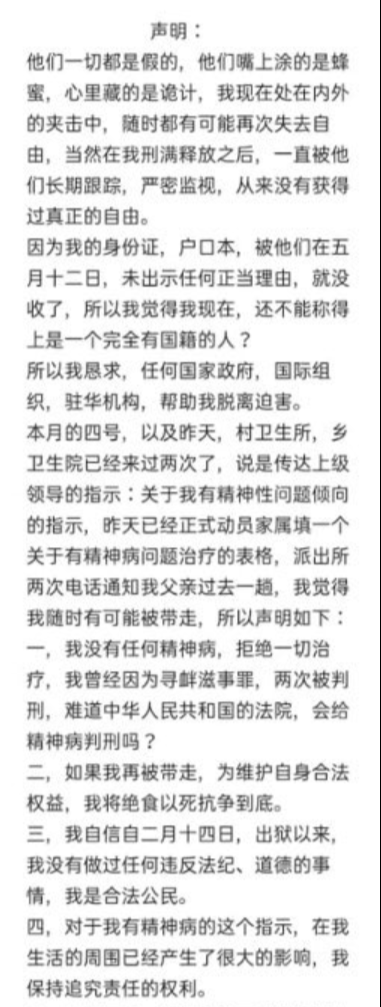 声明：
他们一切都是假的，他们嘴上涂的是蜂
蜜，心里藏的是诡计，我现在处在内外
的夹击中，随时都有可能再次失去自
由，当然在我刑满释放之后，一直被他
们长期跟踪，严密监视，从来没有获得
过真正的自由。
因为我的身份证，户口本，被他们在五
月十二日，未出示任何正当理由，就没
收了，所以我觉得我现在，还不能称得
上是一个完全有国籍的人？
所以我恳求，任何国家政府，国际组
织，驻华机构，帮助我脱离迫害。
本月的四号，以及昨天，村卫生所，乡
卫生院已经来过两次了，说是传达上级
领导的指示：关于我有精神性问题倾向
的指示，昨天已经正式动员家属填一个
关于有精神病问题治疗的表格，派出所
两次电话通知我父亲过去一趟，我觉得
我随时有可能被带走，所以声明如下：
一，我没有任何精神病，拒绝一切治
疗，我曾经因为寻衅滋事罪，两次被判
刑，难道中华人民共和国的法院，会给
精神病判刑吗？
二，如果我再被带走，为维护自身合法
权益，我将绝食以死抗争到底。
三，我自信自二月十四日，出狱以来，
我没有做过任何违反法纪、道德的事
情，我是合法公民。
四，对于我有精神病的这个指示，在我
生活的周围已经产生了很大的影响，我
保持追究责任的权利。